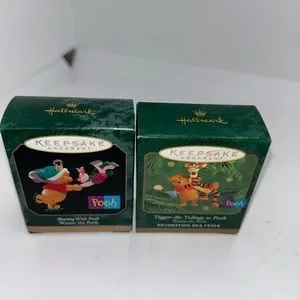 Hallmark
KEEPSAKE
ORNAMENT
Pooh
Sharing With Pooh
Winnie the Pooh
Hallmark
KEEPSAKE
ORNAMENT
Pooh
Tigger-ific Tidings to Pooh
Winnie the Pooh
DÉCORATION DES FÊTES